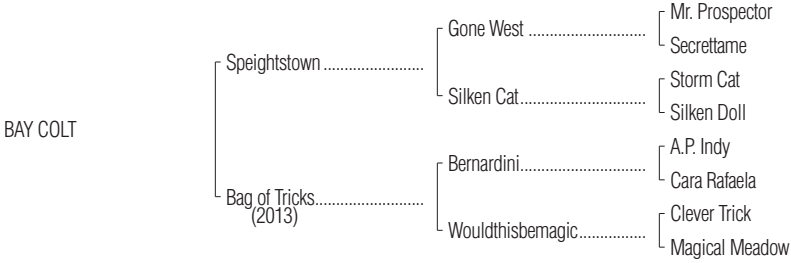 Mr. Prospector
Gone West ............................
Secrettame
Speightstown ........................
Storm Cat
Silken Cat..............................
Silken Doll
BAY COLT
A.P. Indy
Bernardini..............................
Cara Rafaela
Bag of Tricks..........................
(2013)
Clever Trick
Wouldthisbemagic................
Magical Meadow